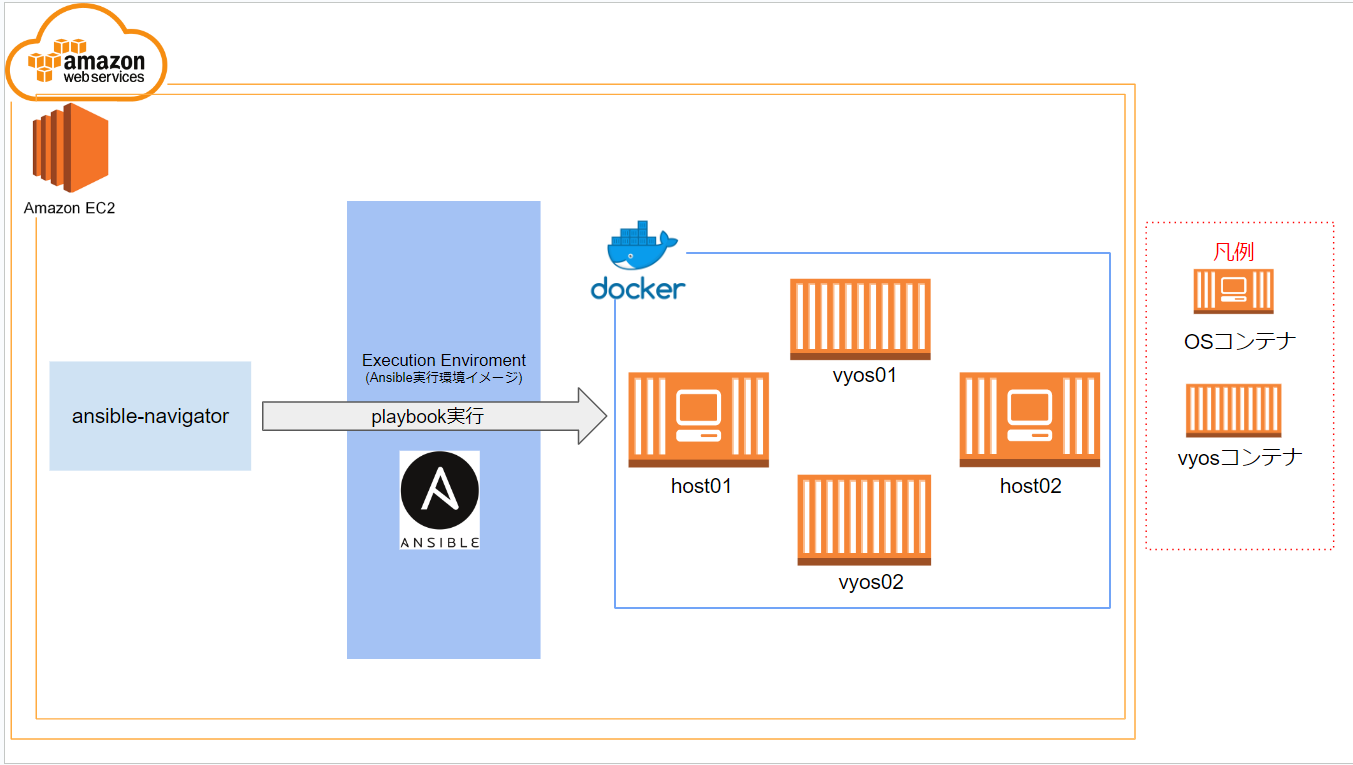 amazon
web services
Amazon EC2
ansible-navigator
Execution Enviroment
(Ansible実行環境イメージ)
playbook実行
ANSIBLE
docker
vyos01
host01
host02
vyos02
凡例
OSコンテナ
vyosコンテナ